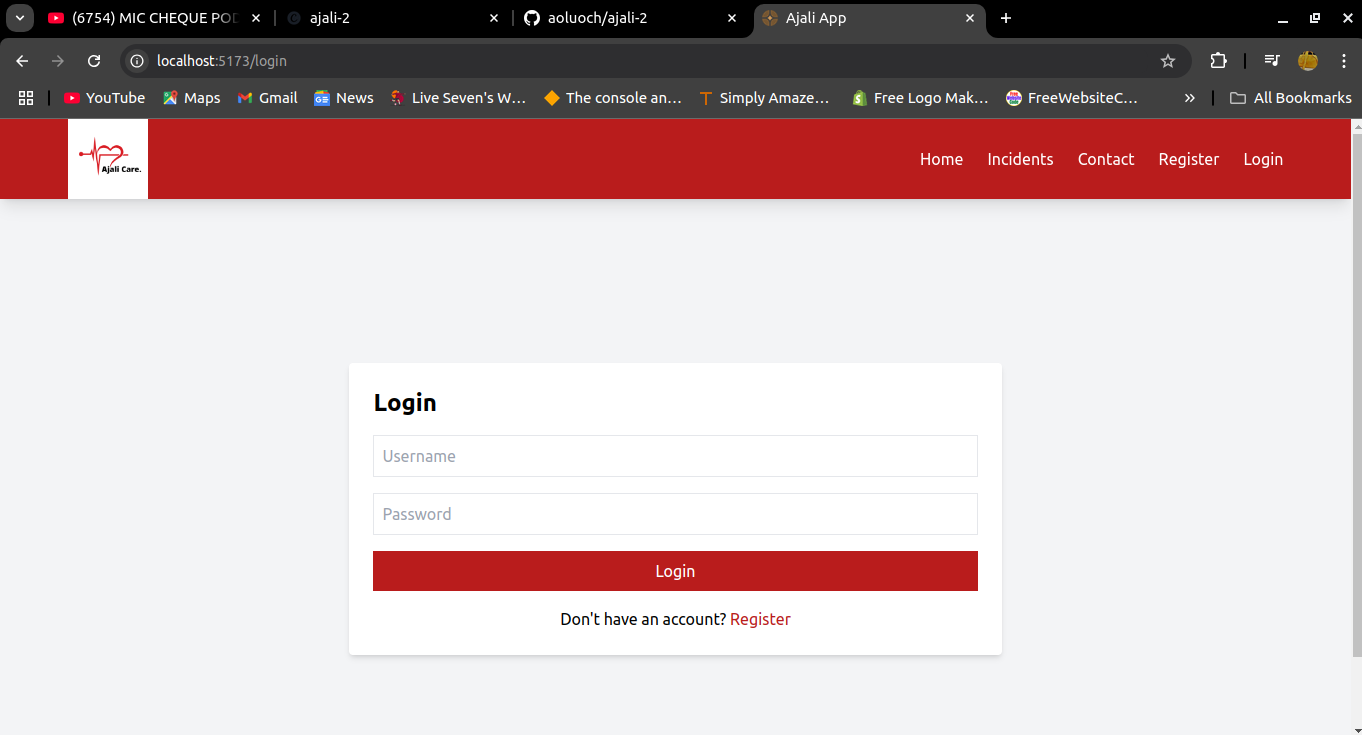 (6754) MIC CHEQUE POD
ajali-2
aoluoch/ajali-2
Ajali App
localhost:5173/login
YouTube
Maps
Gmail
News
Live Seven's W...
The console an...
Simply Amaze...
Free Logo Mak...
FreeWebsiteC...
All Bookmarks
Ajali Care.
Home
Incidents
Contact
Register
Login
Login
Username
Password
Login
Don't have an account? Register